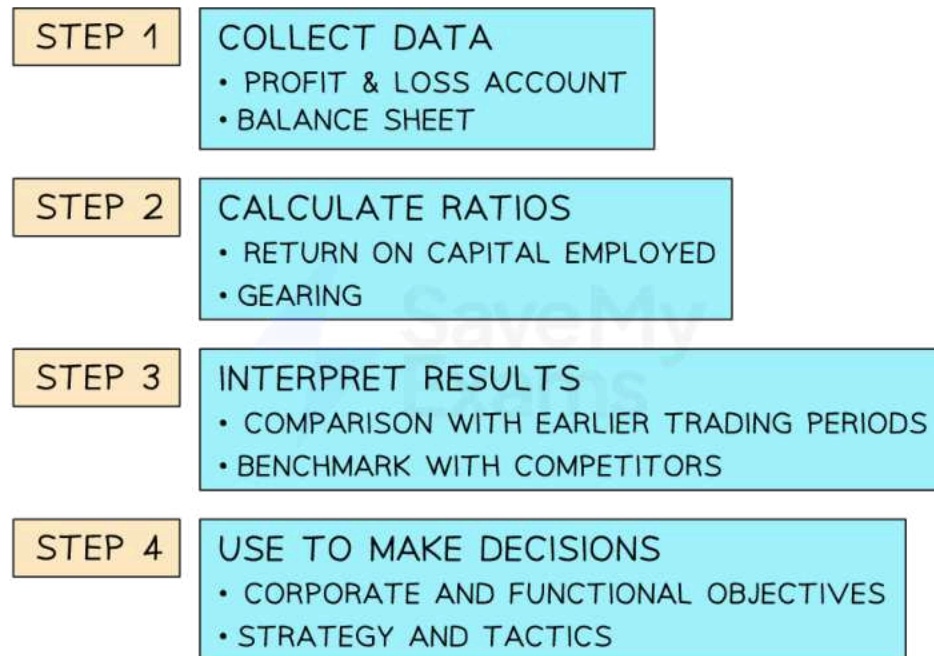 STEP 1
COLLECT DATA
• PROFIT & LOSS ACCOUNT
• BALANCE SHEET
STEP 2
CALCULATE RATIOS
• RETURN ON CAPITAL EMPLOYED
• GEARING
SaveMy
Exams
STEP 3
INTERPRET RESULTS
• COMPARISON WITH EARLIER TRADING PERIODS
• BENCHMARK WITH COMPETITORS
STEP 4
USE TO MAKE DECISIONS
• CORPORATE AND FUNCTIONAL OBJECTIVES
• STRATEGY AND TACTICS